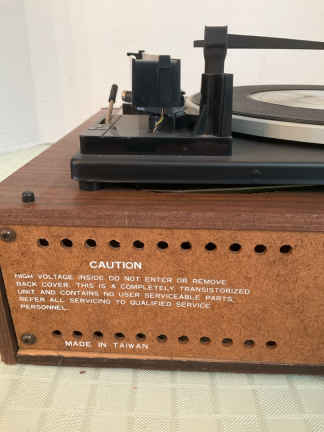 CAUTION
HIGH VOLTAGE INSIDE DO NOT ENTER OR REMOVE
BACK COVER. THIS IS A COMPLETELY TRANSISTORIZED
UNIT AND CONTAINS NO USER SERVICEABLE PARTS,
REFER ALL SERVICING TO QUALIFIED SERVICE
PERSONNEL.
MADE IN TAIWAN